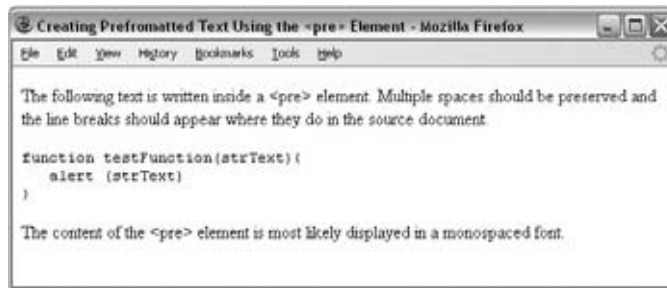 Creating Prefromatted Text Using the <pre> Element - Mozilla Firefox
File Edit View History Bookmarks Tools Help
The following text is written inside a <pre> element. Multiple spaces should be preserved and
the line breaks should appear where they do in the source document.
function testFunction(strText){
   alert (strText)
}
The content of the <pre> element is most likely displayed in a monospaced font.